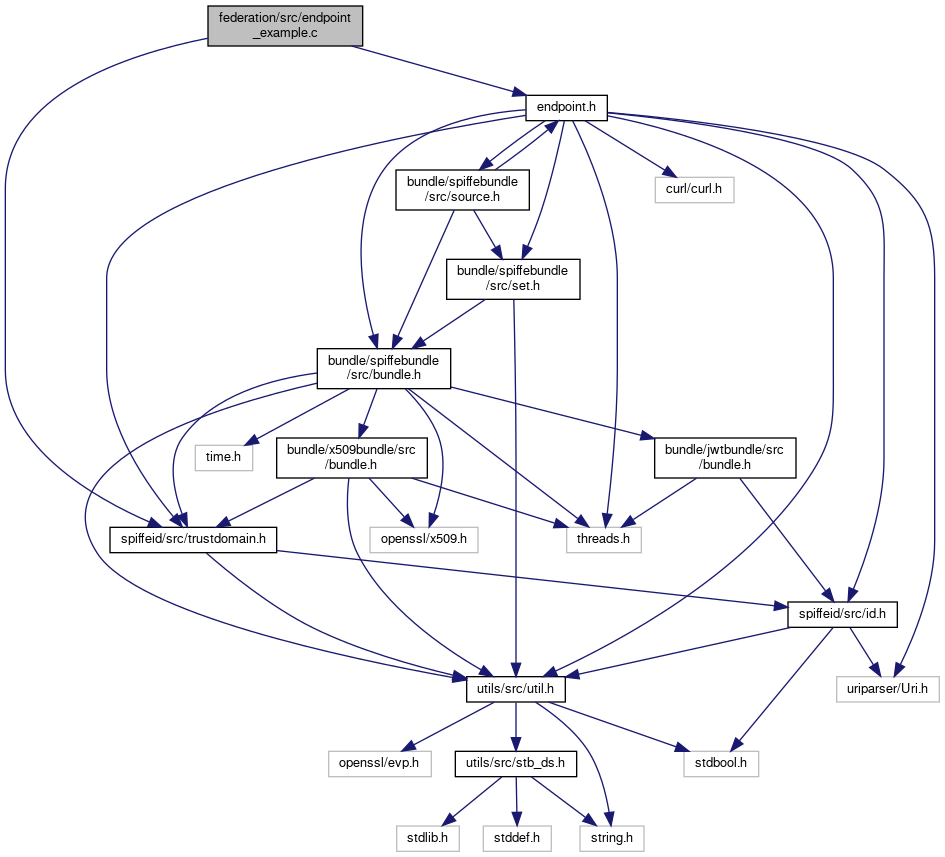 federation/src/endpoint
_example.c
endpoint.h
bundle/spiffebundle
/src/source.h
curl/curl.h
bundle/spiffebundle
/src/set.h
bundle/spiffebundle
/src/bundle.h
time.h
bundle/x509bundle/src
/bundle.h
bundle/jwtbundle/src
/bundle.h
spiffeid/src/trustdomain.h
openssl/x509.h
threads.h
spiffeid/src/id.h
utils/src/util.h
uriparser/Uri.h
openssl/evp.h
utils/src/stb_ds.h
stdbool.h
stdlib.h
stddef.h
string.h